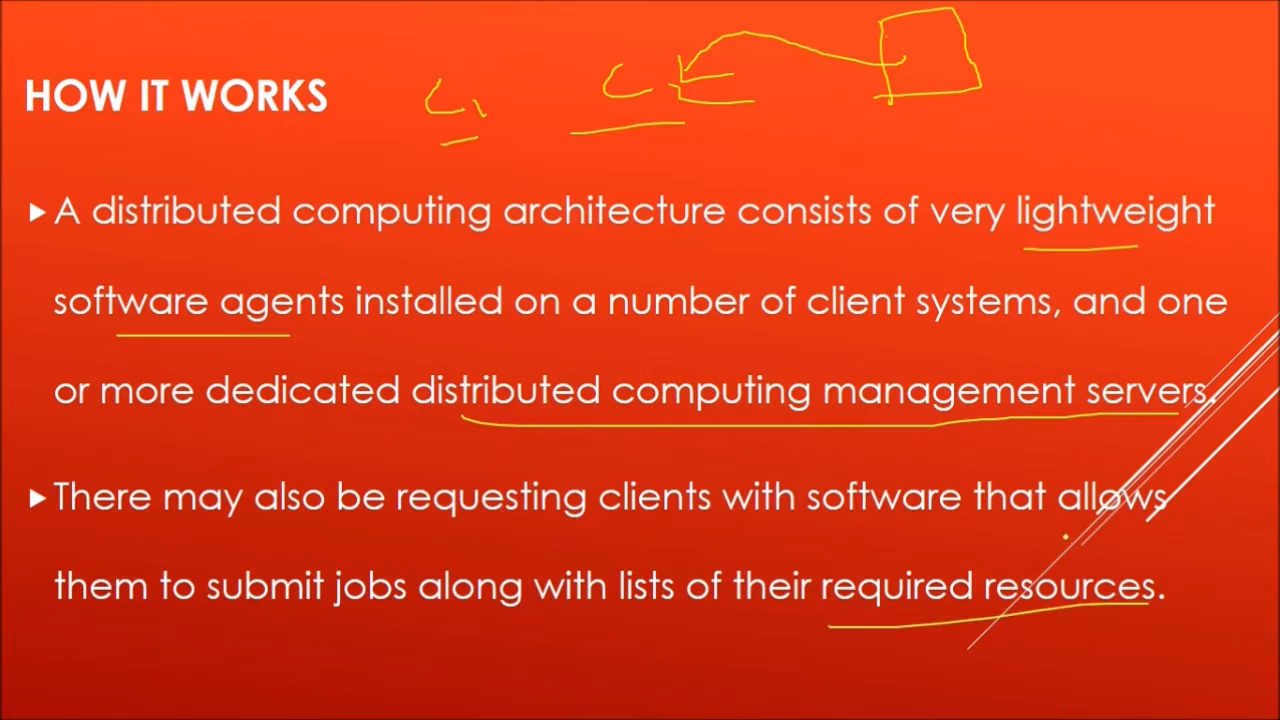 C1 C2
HOW IT WORKS
A distributed computing architecture consists of very lightweight
software agents installed on a number of client systems, and one
or more dedicated distributed computing management servers.
There may also be requesting clients with software that allows
them to submit jobs along with lists of their required resources.